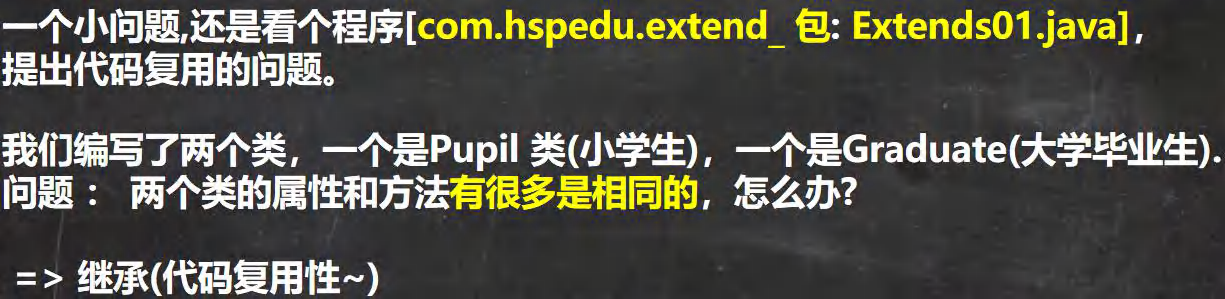 一个小问题,还是看个程序[com.hspedu.extend_ 包: Extends01.java],
提出代码复用的问题。
我们编写了两个类，一个是Pupil 类(小学生)，一个是Graduate(大学毕业生).
问题： 两个类的属性和方法有很多是相同的，怎么办?
=> 继承(代码复用性~)